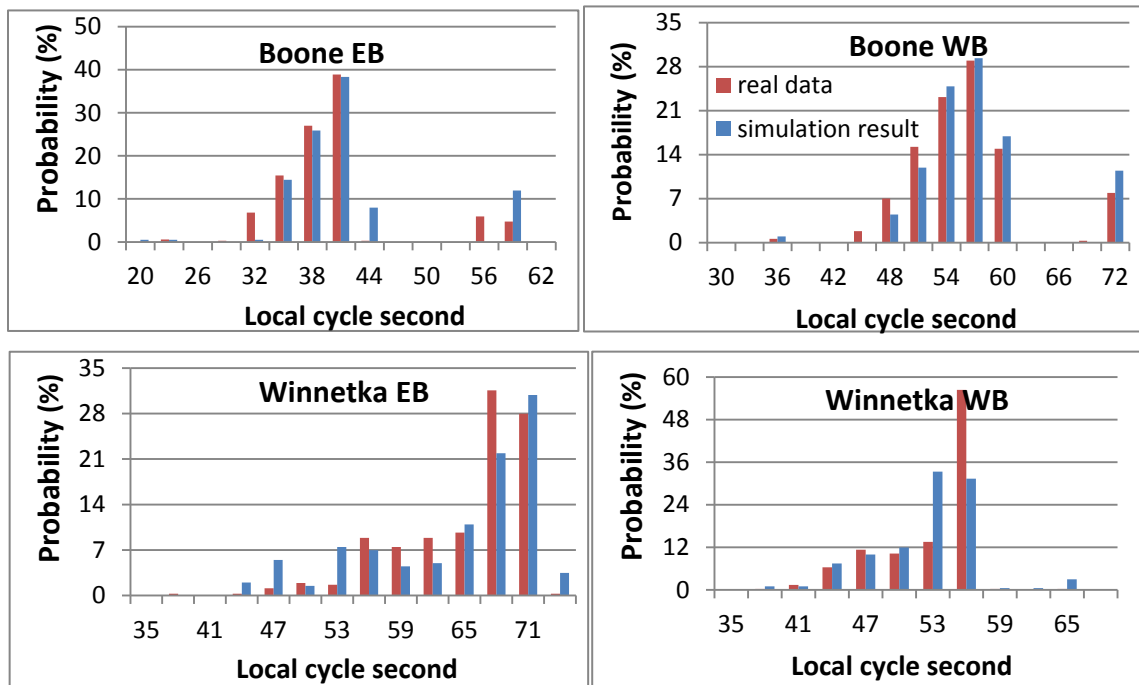 Boone EB
Probability (%)
50
40
30
20
10
0
20 26 32 38 44 50 56 62
Local cycle second
Boone WB
Probability (%)
35
28
21
14
7
0
real data
simulation result
30 36 42 48 54 60 66 72
Local cycle second
Winnetka EB
Probability (%)
35
28
21
14
7
0
35 41 47 53 59 65 71
Local cycle second
Winnetka WB
Probability (%)
60
48
36
24
12
0
35 41 47 53 59 65
Local cycle second